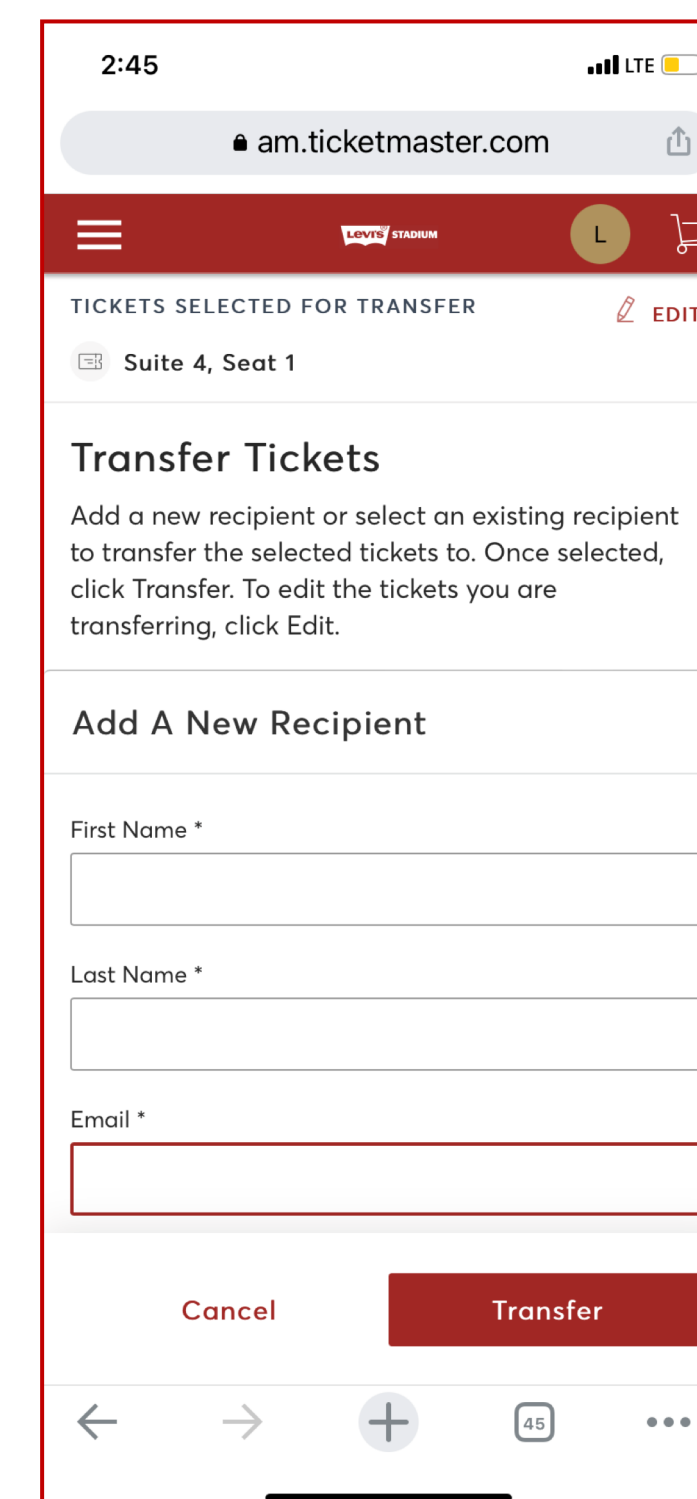 2:45
LTE
am.ticketmaster.com
LEVI'S STADIUM
L
TICKETS SELECTED FOR TRANSFER
EDIT
Suite 4, Seat 1
Transfer Tickets
Add a new recipient or select an existing recipient
to transfer the selected tickets to. Once selected,
click Transfer. To edit the tickets you are
transferring, click Edit.
Add A New Recipient
First Name *
Last Name *
Email *
Cancel
Transfer
45